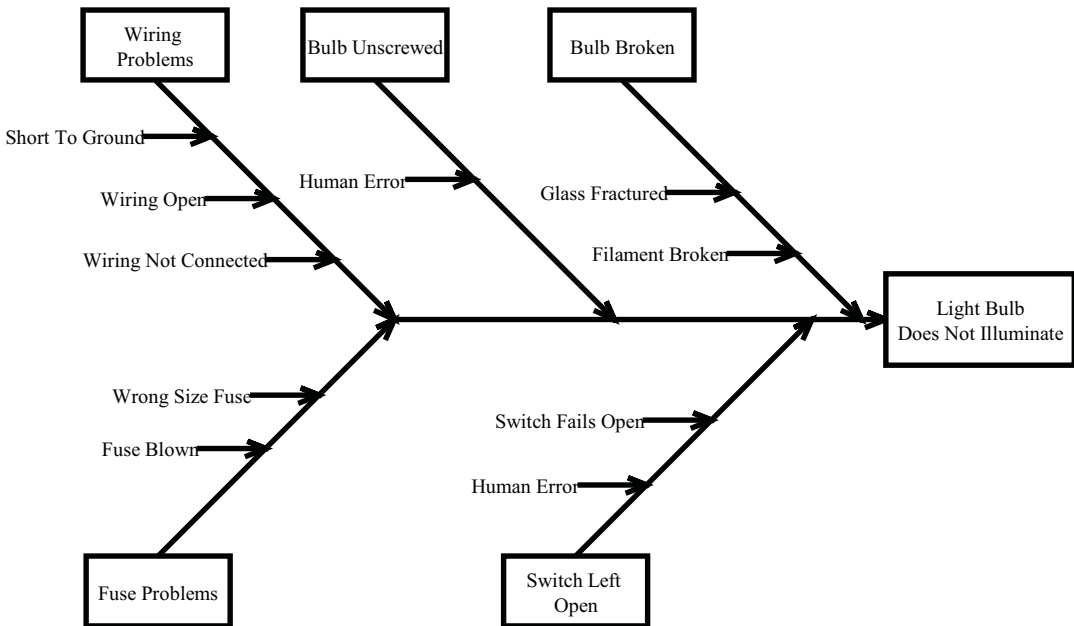 Wiring
Problems
Bulb Unscrewed
Bulb Broken
Short To Ground
Human Error
Wiring Open
Glass Fractured
Wiring Not Connected
Filament Broken
Light Bulb
Does Not Illuminate
Wrong Size Fuse
Switch Fails Open
Fuse Blown
Human Error
Fuse Problems
Switch Left
Open